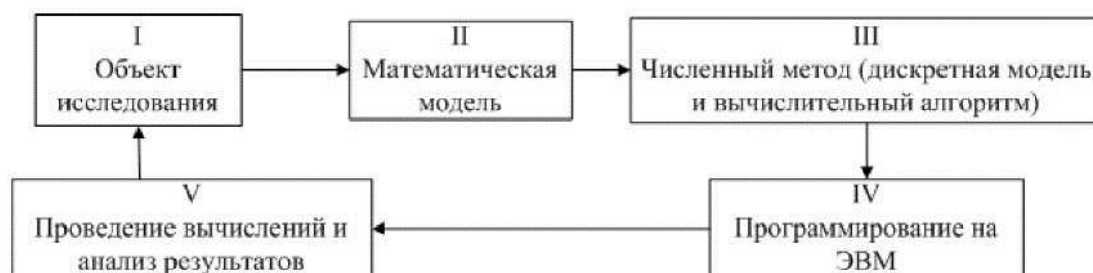 I
Объект
исследования
II
Математическая
модель
III
Численный метод (дискретная модель
и вычислительный алгоритм)
IV
Программирование на
ЭВМ
V
Проведение вычислений и
анализ результатов